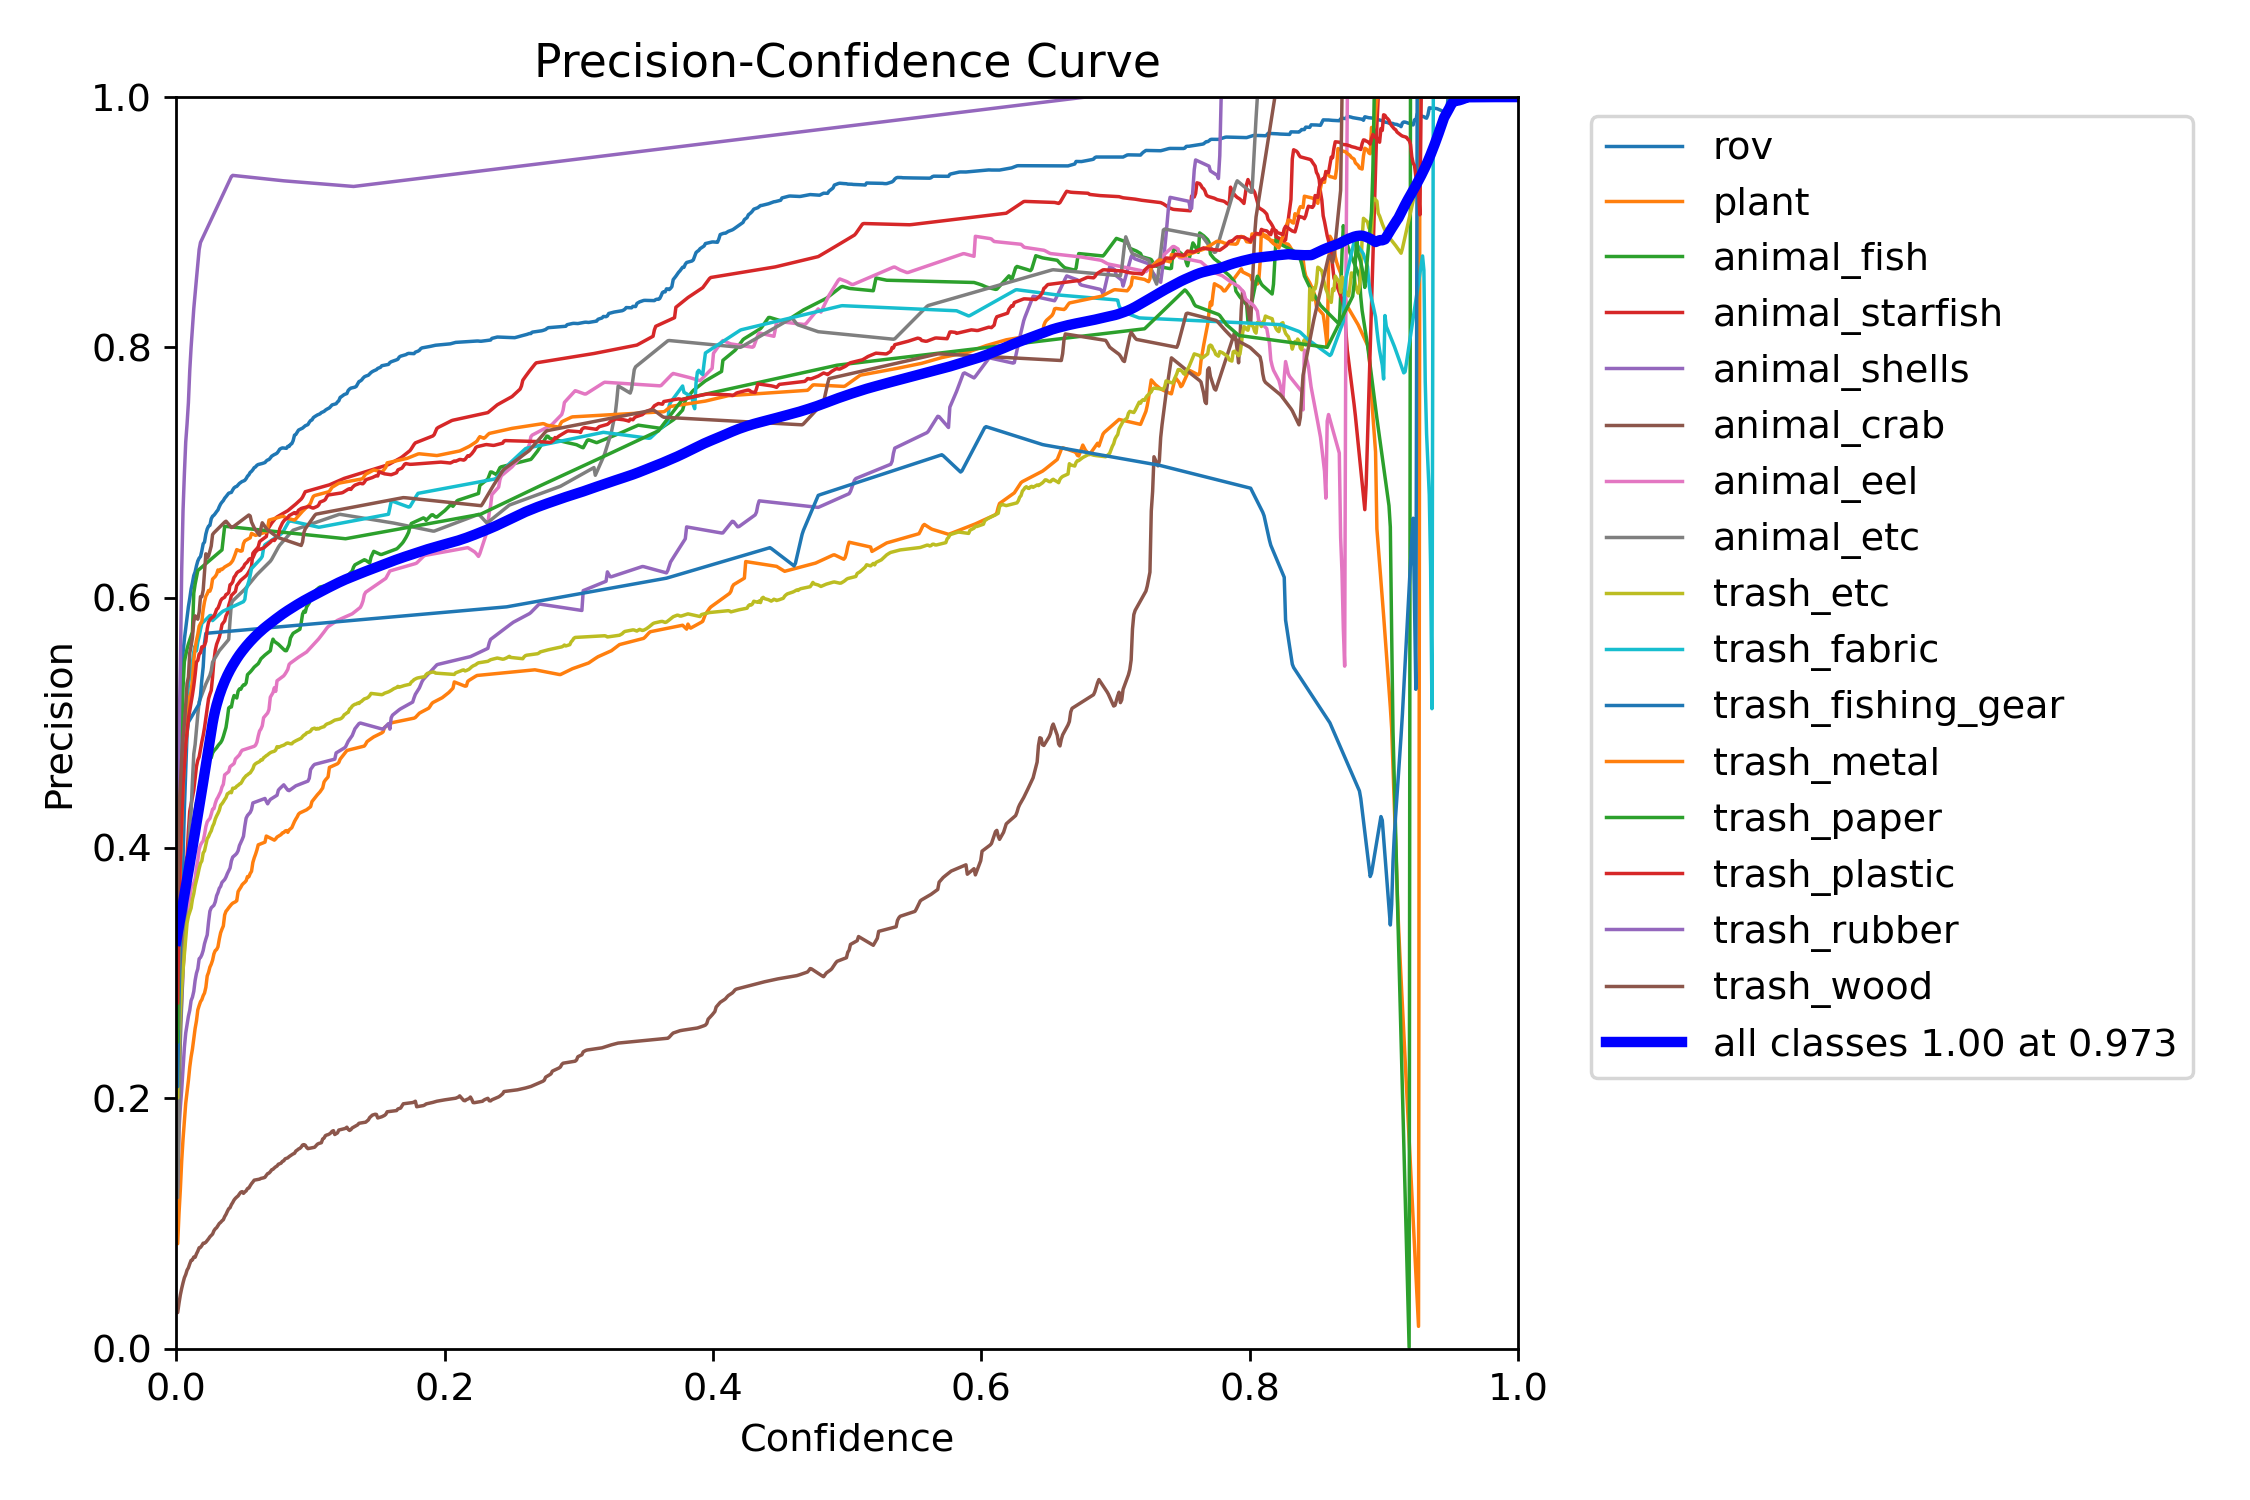 Precision-Confidence Curve
1.0
0.8
0.6
0.4
0.2
0.0
Precision
0.0 0.2 0.4 0.6 0.8 1.0
Confidence
rov
plant
animal_fish
animal_starfish
animal_shells
animal_crab
animal_eel
animal_etc
trash_etc
trash_fabric
trash_fishing_gear
trash_metal
trash_paper
trash_plastic
trash_rubber
trash_wood
all classes 1.00 at 0.973